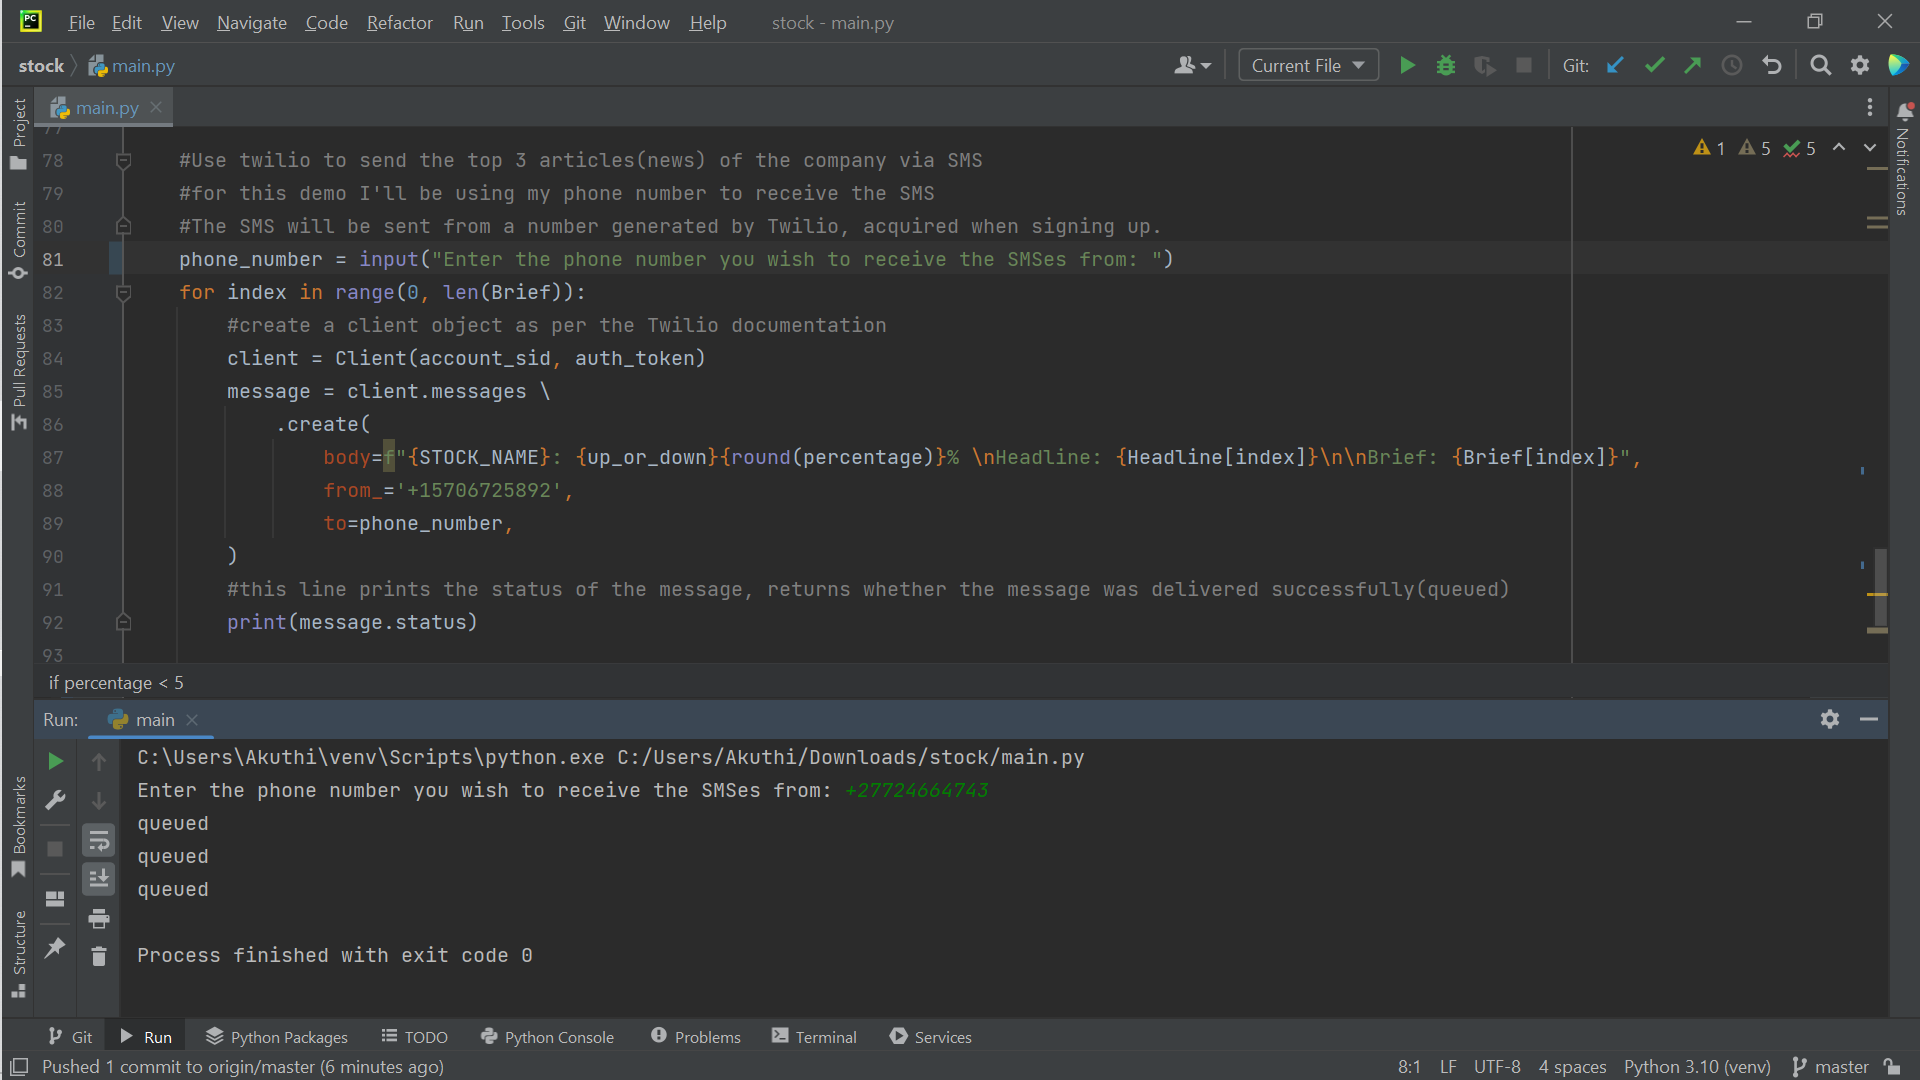 PC File Edit View Navigate Code Refactor Run Tools Git Window Help stock - main.py
stock main.py Current File Git:
main.py
Project
Commit
Pull Requests
Bookmarks
Structure
Notifications
1 5 5
77
78 #Use twilio to send the top 3 articles(news) of the company via SMS
79 #for this demo I'll be using my phone number to receive the SMS
80 #The SMS will be sent from a number generated by Twilio, acquired when signing up.
81 phone_number = input("Enter the phone number you wish to receive the SMSes from: ")
82 for index in range(0, len(Brief)):
83 #create a client object as per the Twilio documentation
84 client = Client(account_sid, auth_token)
85 message = client.messages \
86 .create(
87 body=f"{STOCK_NAME}: {up_or_down}{round(percentage)}% \nHeadline: {Headline[index]}\n\nBrief: {Brief[index]}",
88 from_='+15706725892',
89 to=phone_number,
90 )
91 #this line prints the status of the message, returns whether the message was delivered successfully(queued)
92 print(message.status)
93
if percentage < 5
Run: main
C:\Users\Akuthi\venv\Scripts\python.exe C:/Users/Akuthi/Downloads/stock/main.py
Enter the phone number you wish to receive the SMSes from: +27724664743
queued
queued
queued
Process finished with exit code 0
Git Run Python Packages TODO Python Console Problems Terminal Services
Pushed 1 commit to origin/master (6 minutes ago) 8:1 LF UTF-8 4 spaces Python 3.10 (venv) master